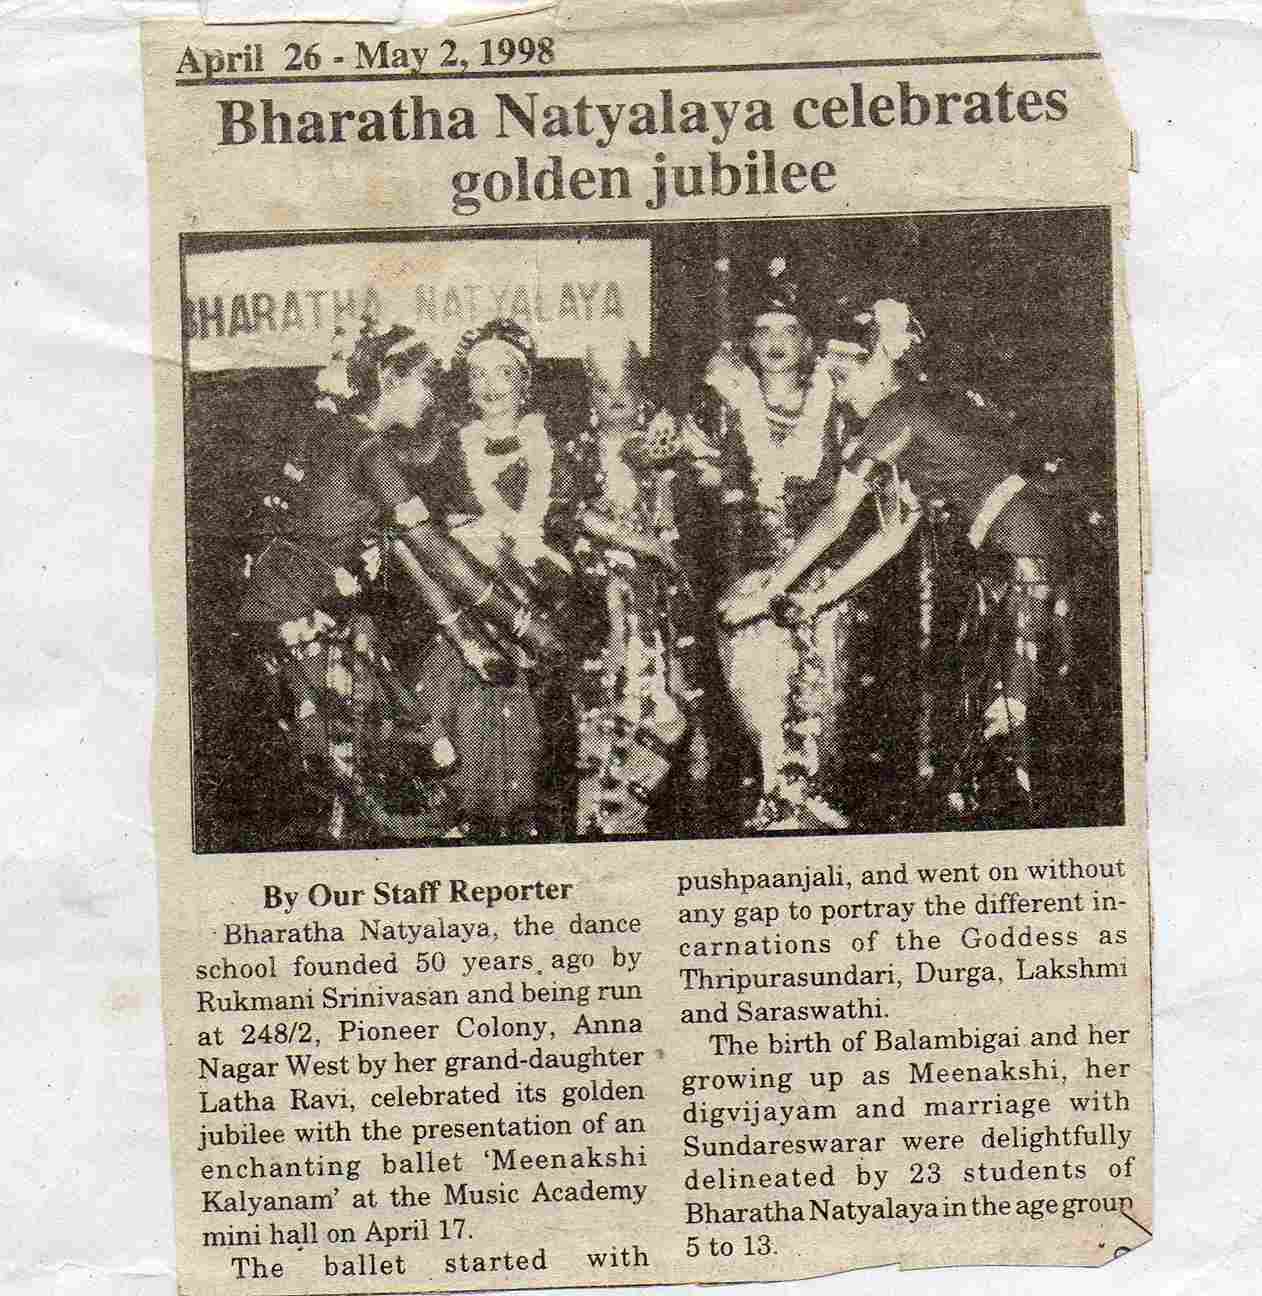 April 26 - May 2, 1998
Bharatha Natyalaya celebrates
golden jubilee
BHARATHA NATYALAYA
By Our Staff Reporter
Bharatha Natyalaya, the dance
school founded 50 years ago by
Rukmani Srinivasan and being run
at 248/2, Pioneer Colony, Anna
Nagar West by her grand-daughter
Latha Ravi, celebrated its golden
jubilee with the presentation of an
enchanting ballet ‘Meenakshi
Kalyanam’ at the Music Academy
mini hall on April 17.
The ballet started with
pushpaanjali, and went on without
any gap to portray the different in-
carnations of the Goddess as
Thripurasundari, Durga, Lakshmi
and Saraswathi.
The birth of Balambigai and her
growing up as Meenakshi, her
digvijayam and marriage with
Sundareswarar were delightfully
delineated by 23 students of
Bharatha Natyalaya in the age group
5 to 13.